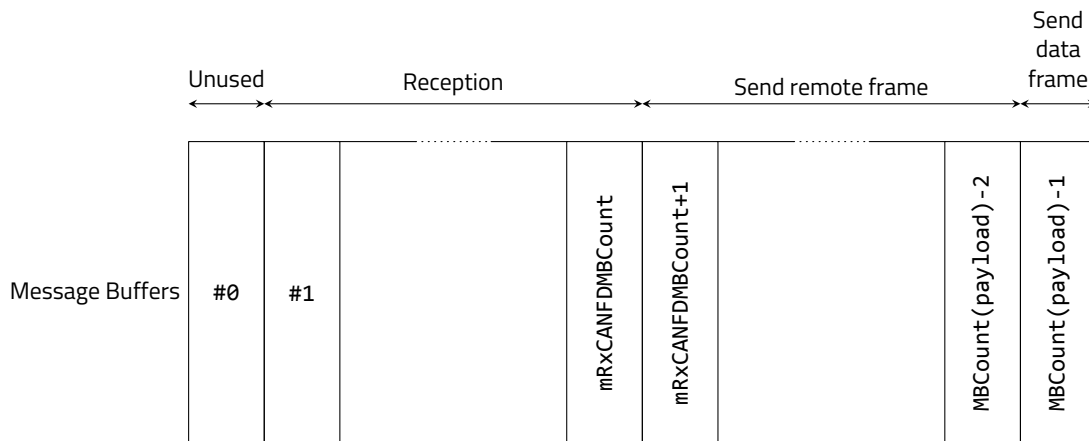 Send
data
frame
Unused
Reception
Send remote frame
Message Buffers
#0
#1
mRxCANFDMBCount
mRxCANFDMBCount+1
MBCount(payload)-2
MBCount(payload)-1